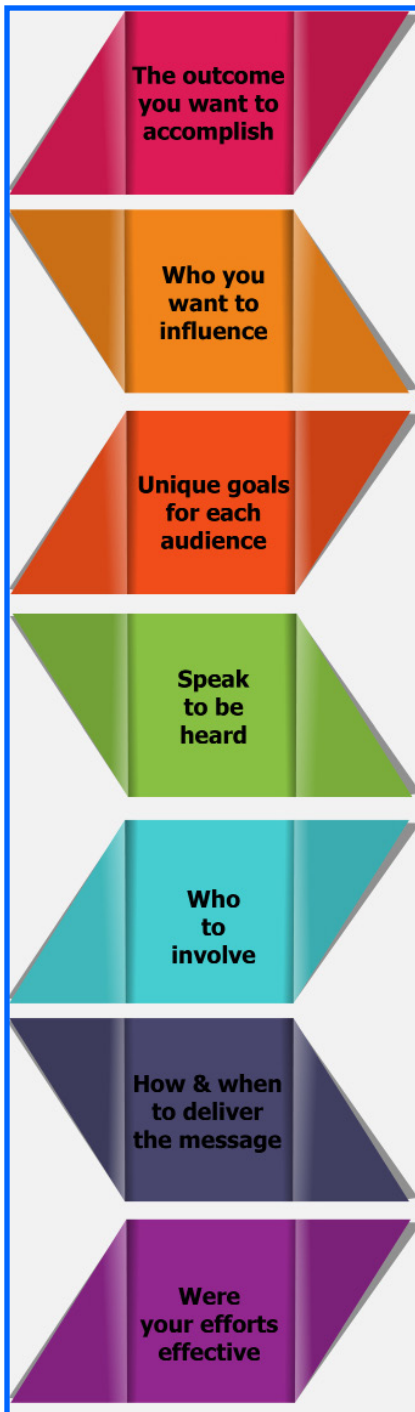 The outcome
you want to
accomplish
Who you
want to
influence
Unique goals
for each
audience
Speak
to be
heard
Who
to
involve
How & when
to deliver
the message
Were
your efforts
effective